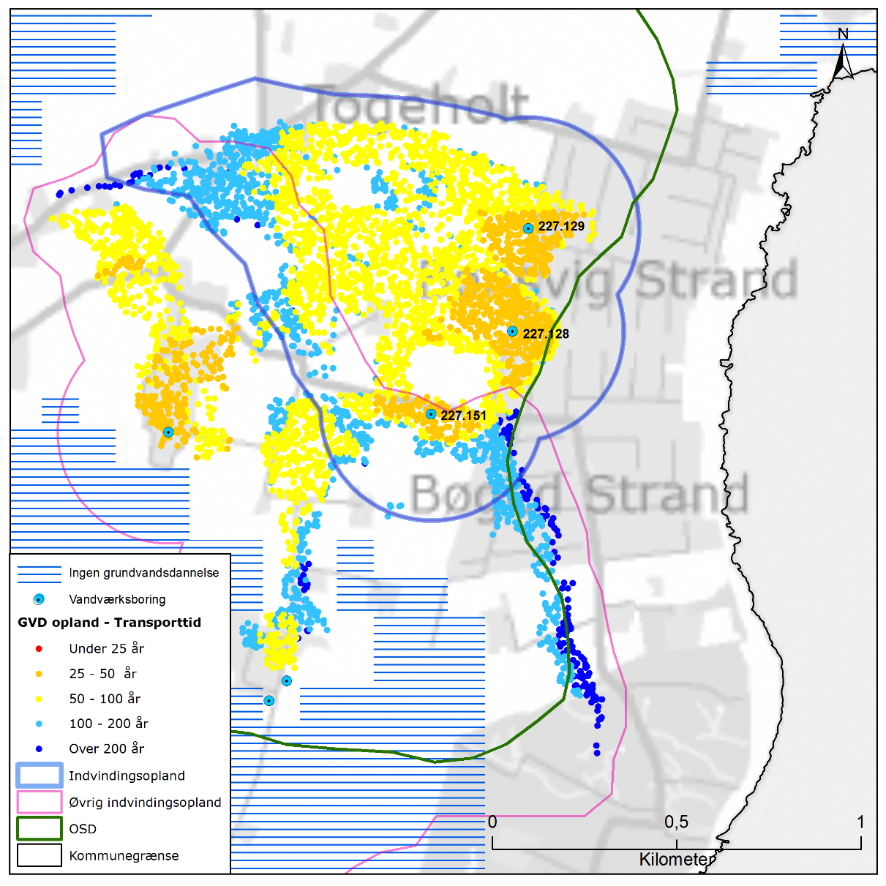 N
Todeholt
227.129
Strand
227.128
227.151
Bøged Strand
Ingen grundvandsdannelse
Vandværksboring
GVD opland - Transporttid
Under 25 år
25 - 50 år
50 - 100 år
100 - 200 år
Over 200 år
Indvindingsopland
Øvrig indvindingsopland
OSD
Kommunegrænse
0 0,5 1
Kilometer